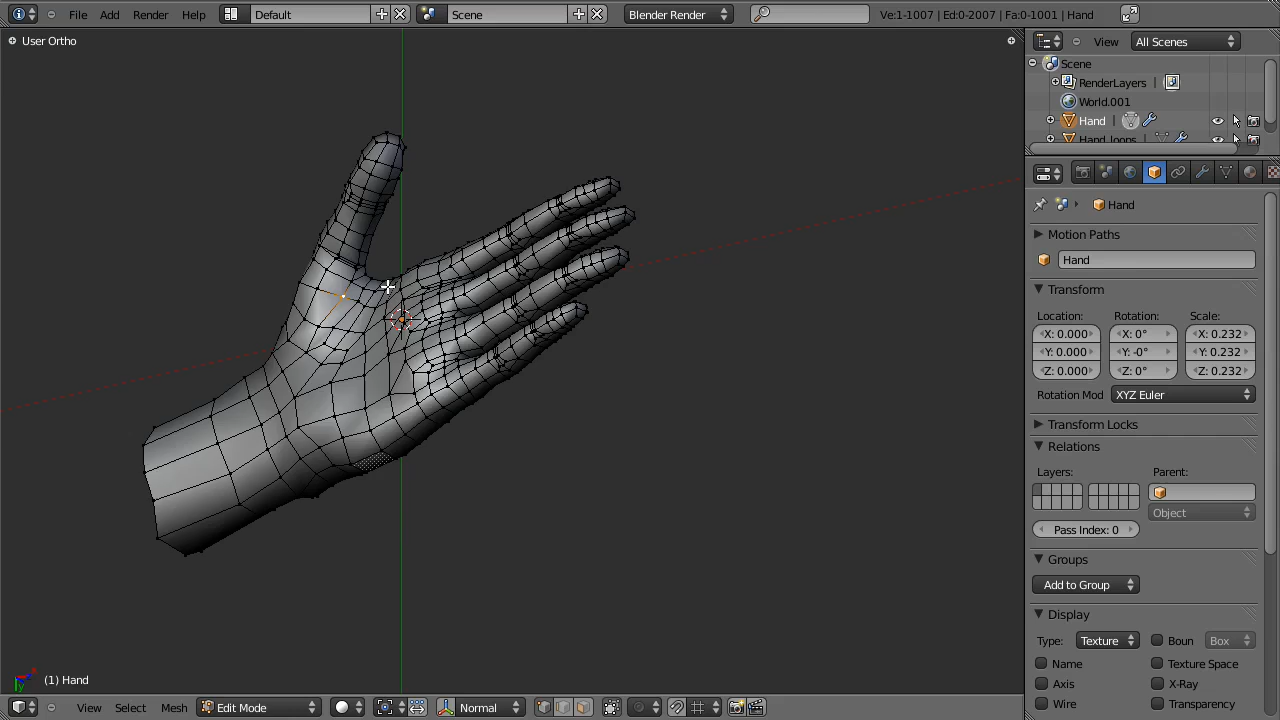 File Add Render Help Default Scene Blender Render Ve:1-1007 | Ed:0-2007 | Fa:0-1001 | Hand
User Ortho
View All Scenes
Scene
RenderLayers
World.001
Hand
Hand loops
Hand
Motion Paths
Hand
Transform
Location: Rotation: Scale:
X: 0.000 X: 0° X: 0.232
Y: 0.000 Y: -0° Y: 0.232
Z: 0.000 Z: 0° Z: 0.232
Rotation Mod XYZ Euler
Transform Locks
Relations
Layers: Parent:
Object
Pass Index: 0
Groups
Add to Group
Display
Type: Texture Boun Box
Name Texture Space
Axis X-Ray
Wire Transparency
(1) Hand
View Select Mesh Edit Mode Normal